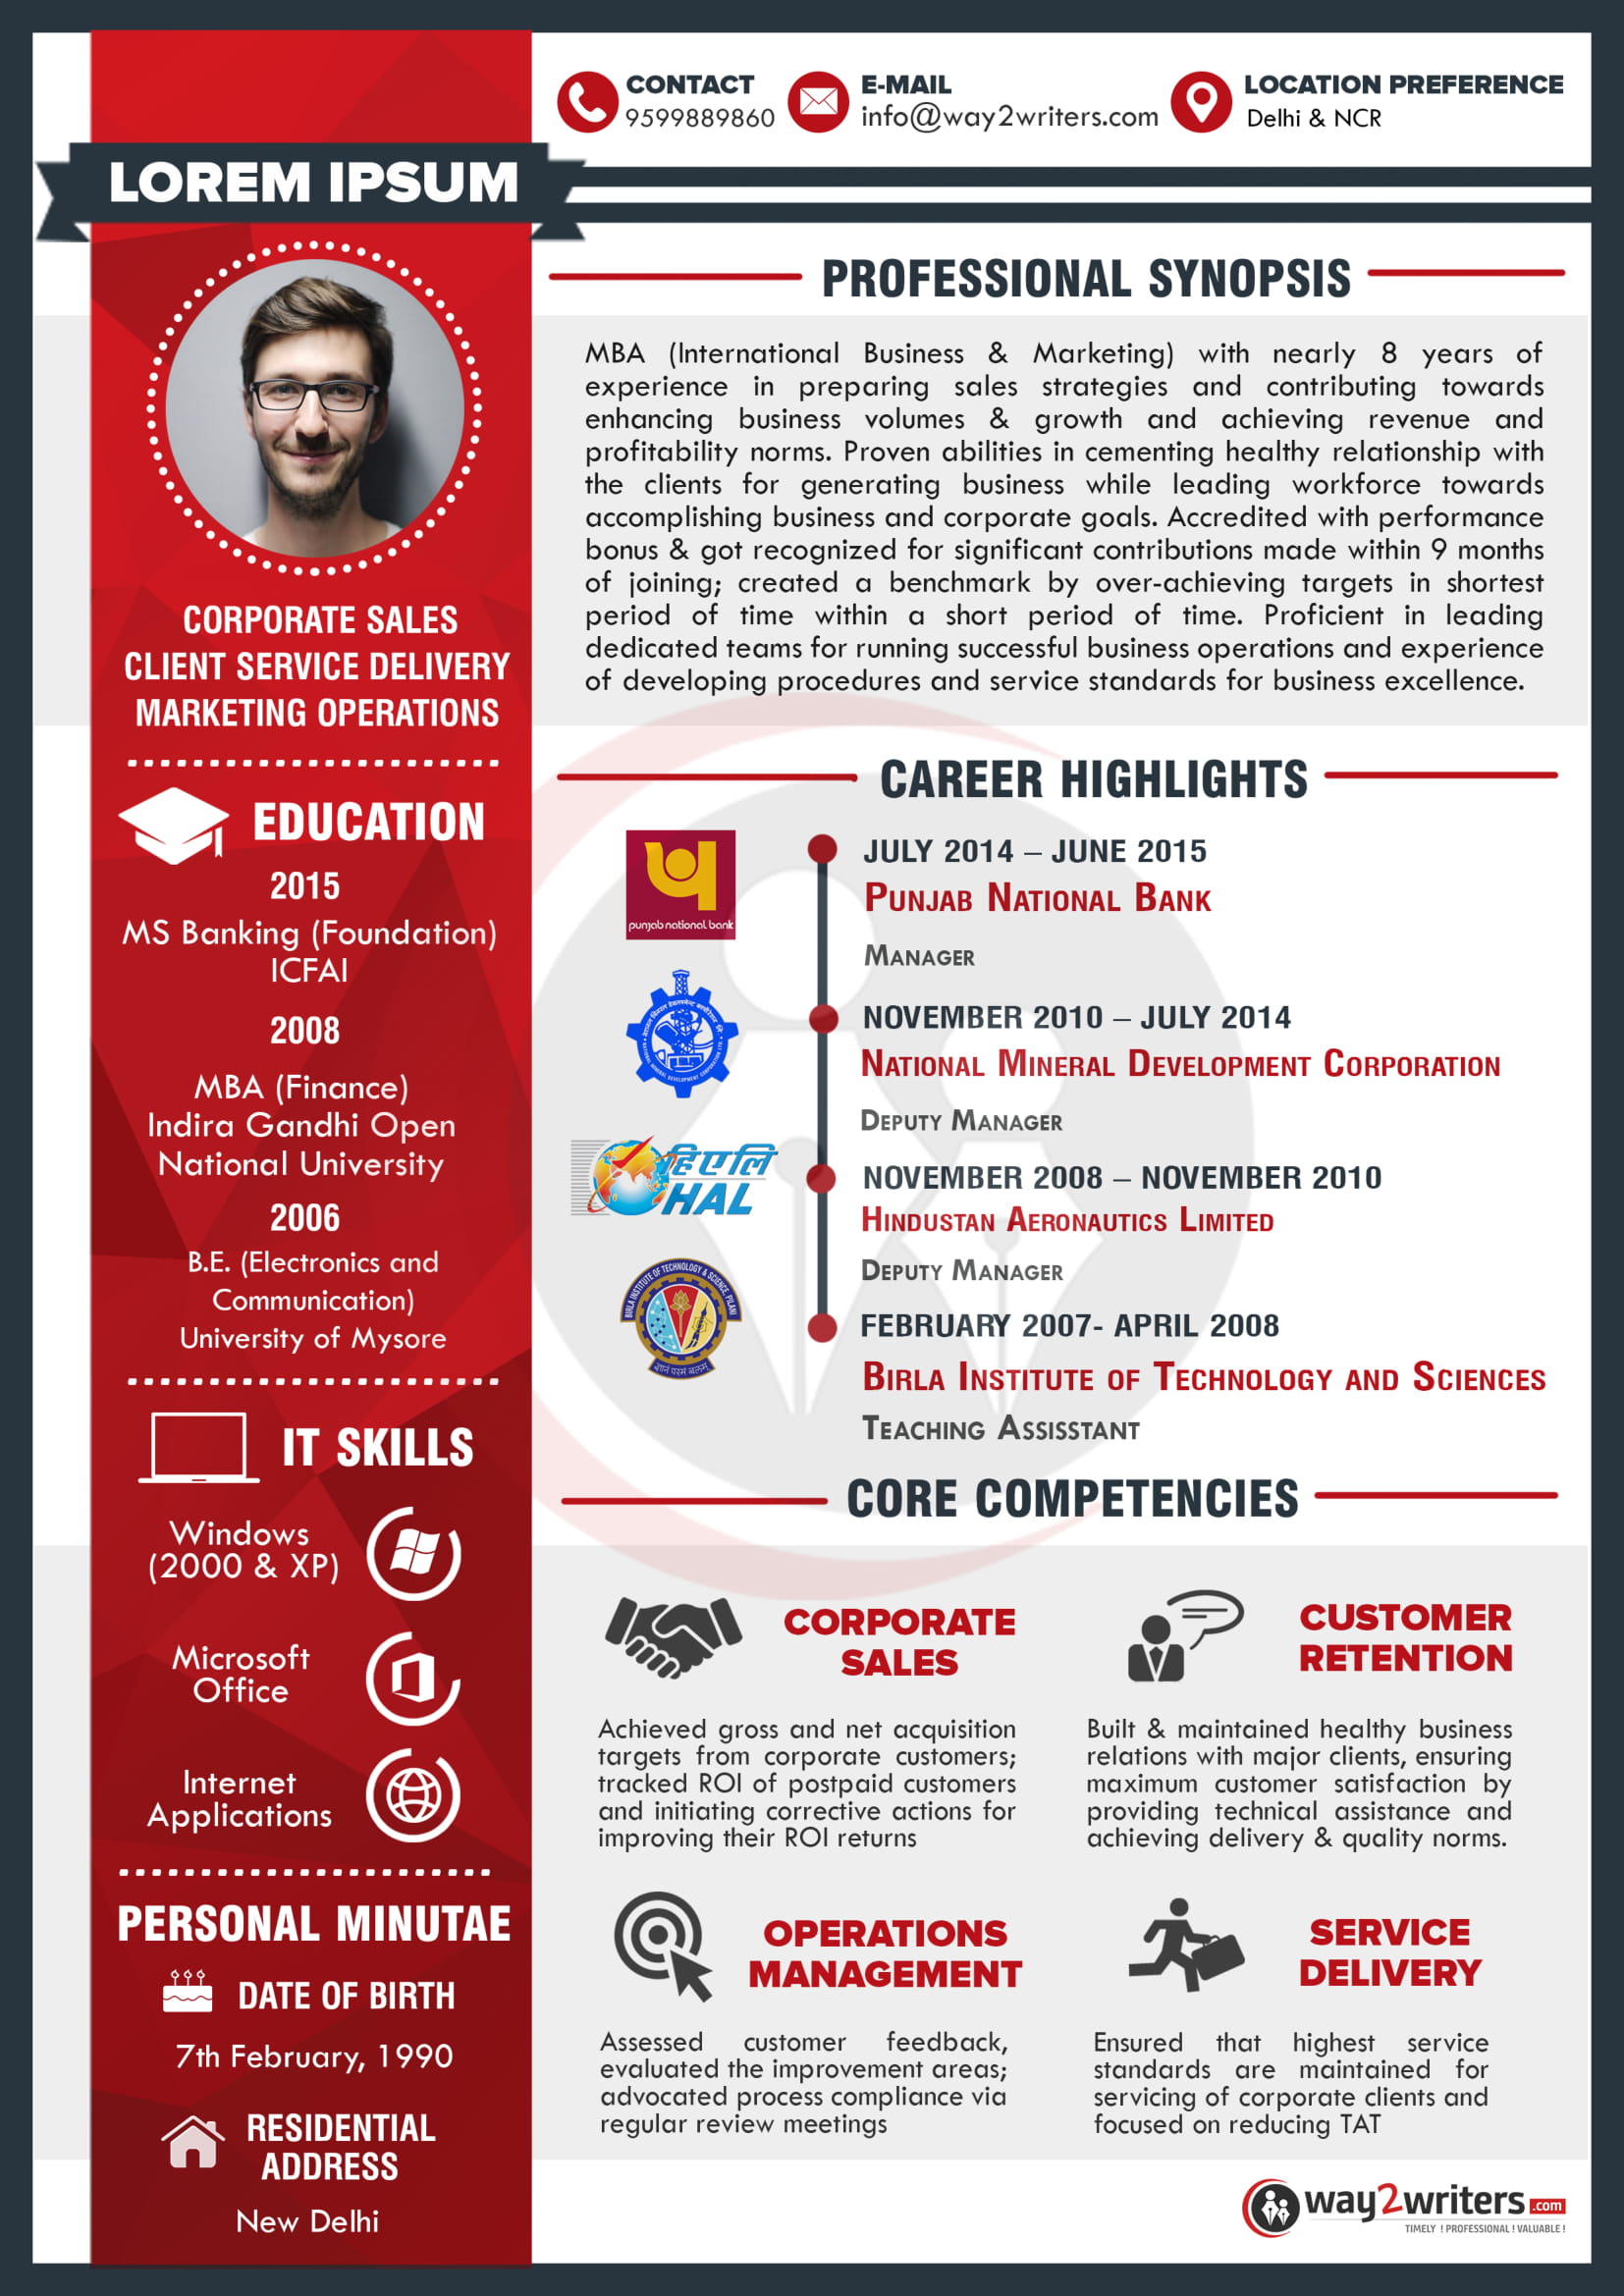 CONTACT
9599889860
E-MAIL
info@way2writers.com
LOCATION PREFERENCE
Delhi & NCR
LOREM IPSUM
CORPORATE SALES
CLIENT SERVICE DELIVERY
MARKETING OPERATIONS
EDUCATION
2015
MS Banking (Foundation)
ICFAI
2008
MBA (Finance)
Indira Gandhi Open
National University
2006
B.E. (Electronics and
Communication)
University of Mysore
IT SKILLS
Windows
(2000 & XP)
Microsoft
Office
Internet
Applications
PERSONAL MINUTAE
DATE OF BIRTH
7th February, 1990
RESIDENTIAL
ADDRESS
New Delhi
PROFESSIONAL SYNOPSIS
MBA (International Business & Marketing) with nearly 8 years of
experience in preparing sales strategies and contributing towards
enhancing business volumes & growth and achieving revenue and
profitability norms. Proven abilities in cementing healthy relationship with
the clients for generating business while leading workforce towards
accomplishing business and corporate goals. Accredited with performance
bonus & got recognized for significant contributions made within 9 months
of joining; created a benchmark by over-achieving targets in shortest
period of time within a short period of time. Proficient in leading
dedicated teams for running successful business operations and experience
of developing procedures and service standards for business excellence.
CAREER HIGHLIGHTS
punjab national bank
JULY 2014 – JUNE 2015
PUNJAB NATIONAL BANK
MANAGER
NOVEMBER 2010 – JULY 2014
NATIONAL MINERAL DEVELOPMENT CORPORATION
DEPUTY MANAGER
हिएलि
HAL
NOVEMBER 2008 – NOVEMBER 2010
HINDUSTAN AERONAUTICS LIMITED
DEPUTY MANAGER
BIRLA INSTITUTE OF TECHNOLOGY & SCIENCE, PILANI
ज्ञानं परमं बलम्
FEBRUARY 2007- APRIL 2008
BIRLA INSTITUTE OF TECHNOLOGY AND SCIENCES
TEACHING ASSISSTANT
CORE COMPETENCIES
CORPORATE
SALES
Achieved gross and net acquisition
targets from corporate customers;
tracked ROI of postpaid customers
and initiating corrective actions for
improving their ROI returns
CUSTOMER
RETENTION
Built & maintained healthy business
relations with major clients, ensuring
maximum customer satisfaction by
providing technical assistance and
achieving delivery & quality norms.
OPERATIONS
MANAGEMENT
Assessed customer feedback,
evaluated the improvement areas;
advocated process compliance via
regular review meetings
SERVICE
DELIVERY
Ensured that highest service
standards are maintained for
servicing of corporate clients and
focused on reducing TAT
way2writers.com
TIMELY ! PROFESSIONAL ! VALUABLE !